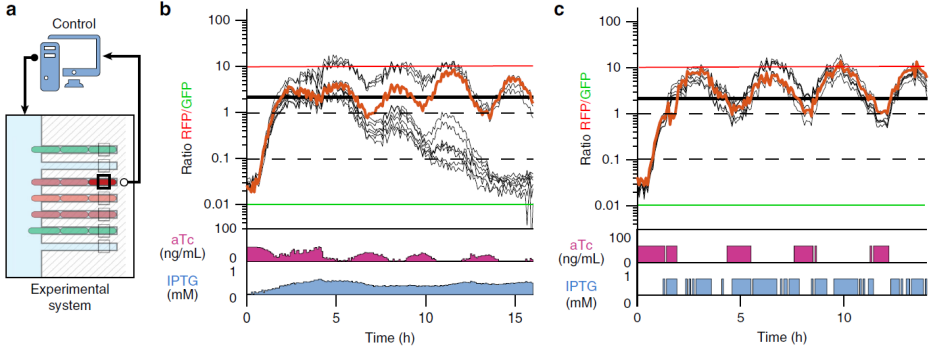 a
Control
Experimental
system
b
Ratio RFP/GFP
100
10
1
0.1
0.01
100
aTc
(ng/mL)
0
1
IPTG
(mM)
0
0 5 10 15
Time (h)
c
Ratio RFP/GFP
100
10
1
0.1
0.01
aTc
(ng/mL)
100
0
IPTG
(mM)
1
0
0 5 10
Time (h)